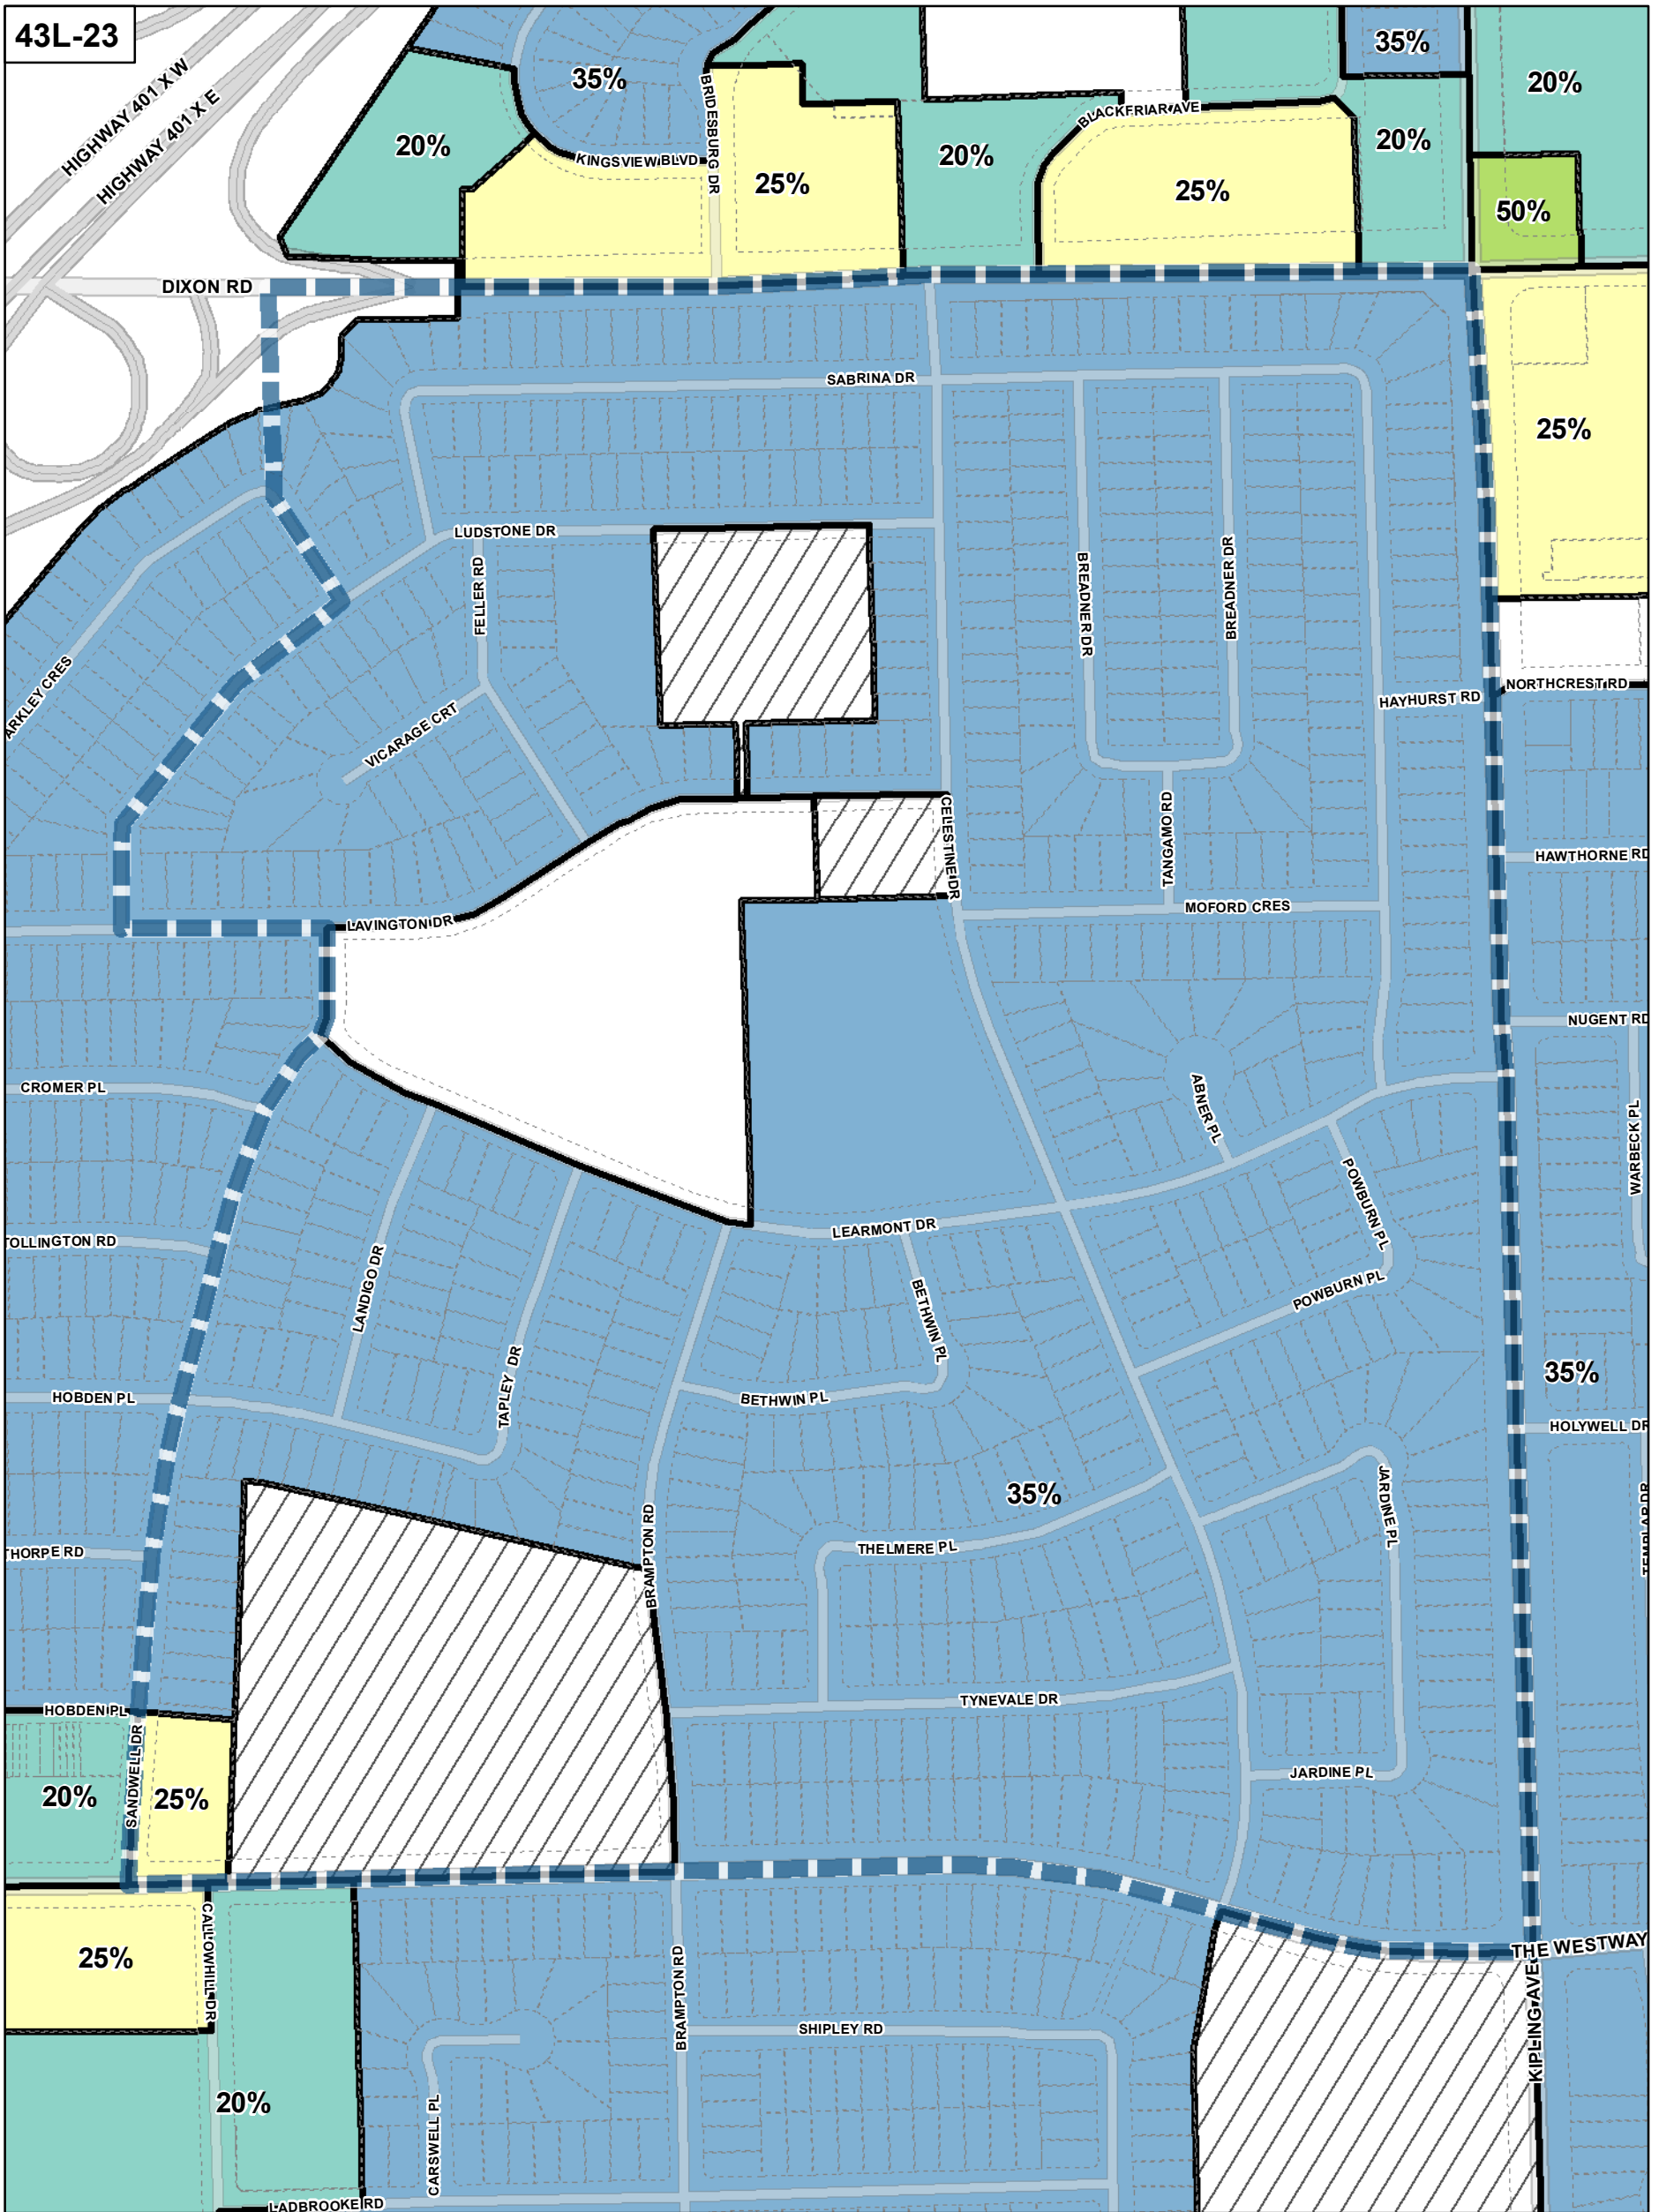 43L-23
HIGHWAY 401 X W
HIGHWAY 401 X E
35%
35%
20%
20%
BRIDESBURG DR
BLACKFRIAR AVE
20%
KINGSVIEW BLVD
20%
25%
25%
50%
DIXON RD
SABRINA DR
25%
LUDSTONE DR
FELLER RD
BREADNER DR
BREADNER DR
ARKLEY CRES
VICARAGE CRT
HAYHURST RD
NORTHCREST RD
TANGAMO RD
CELESTINE DR
HAWTHORNE RD
LAVINGTON DR
MOFORD CRES
NUGENT RD
CROMER PL
ABNER PL
WARBECK PL
POWBURN PL
TOLLINGTON RD
LEARMONT DR
LANDIGO DR
BETHWIN PL
POWBURN PL
35%
HOBDEN PL
TAPLEY DR
BETHWIN PL
HOLYWELL DR
35%
JARDINE PL
TEMPLAR DR
THORPE RD
BRAMPTON RD
THELMERE PL
HOBDEN PL
TYNEVALE DR
SANDWELL DR
20%
25%
JARDINE PL
25%
CALLOWHILL DR
THE WESTWAY
BRAMPTON RD
KIPLING AVE
SHIPLEY RD
20%
CARSWELL PL
LADBROOKE RD